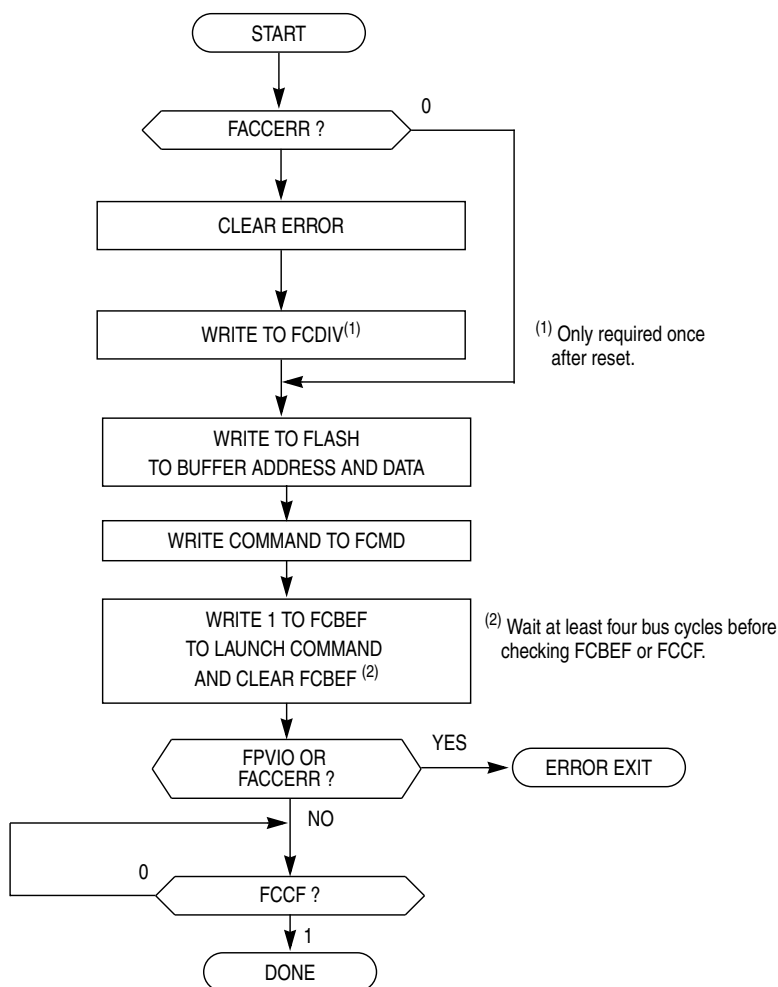 START
0
FACCERR ?
CLEAR ERROR
WRITE TO FCDIV(1)
(1) Only required once
after reset.
WRITE TO FLASH
TO BUFFER ADDRESS AND DATA
WRITE COMMAND TO FCMD
WRITE 1 TO FCBEF
TO LAUNCH COMMAND
AND CLEAR FCBEF (2)
(2) Wait at least four bus cycles before
checking FCBEF or FCCF.
FPVIO OR
FACCERR ?
YES
ERROR EXIT
NO
0
FCCF ?
1
DONE